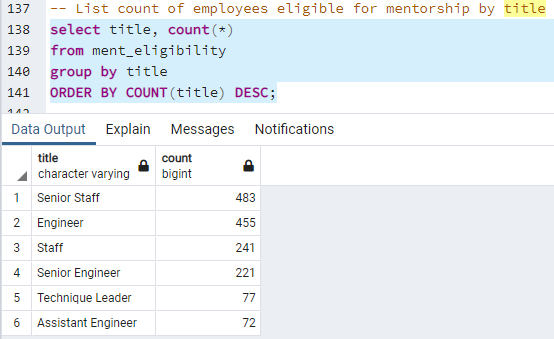 137 -- List count of employees eligible for mentorship by title
138 select title, count(*)
139 from ment_eligibility
140 group by title
141 ORDER BY COUNT(title) DESC;
Data Output Explain Messages Notifications
title count
character varying bigint
1 Senior Staff 483
2 Engineer 455
3 Staff 241
4 Senior Engineer 221
5 Technique Leader 77
6 Assistant Engineer 72